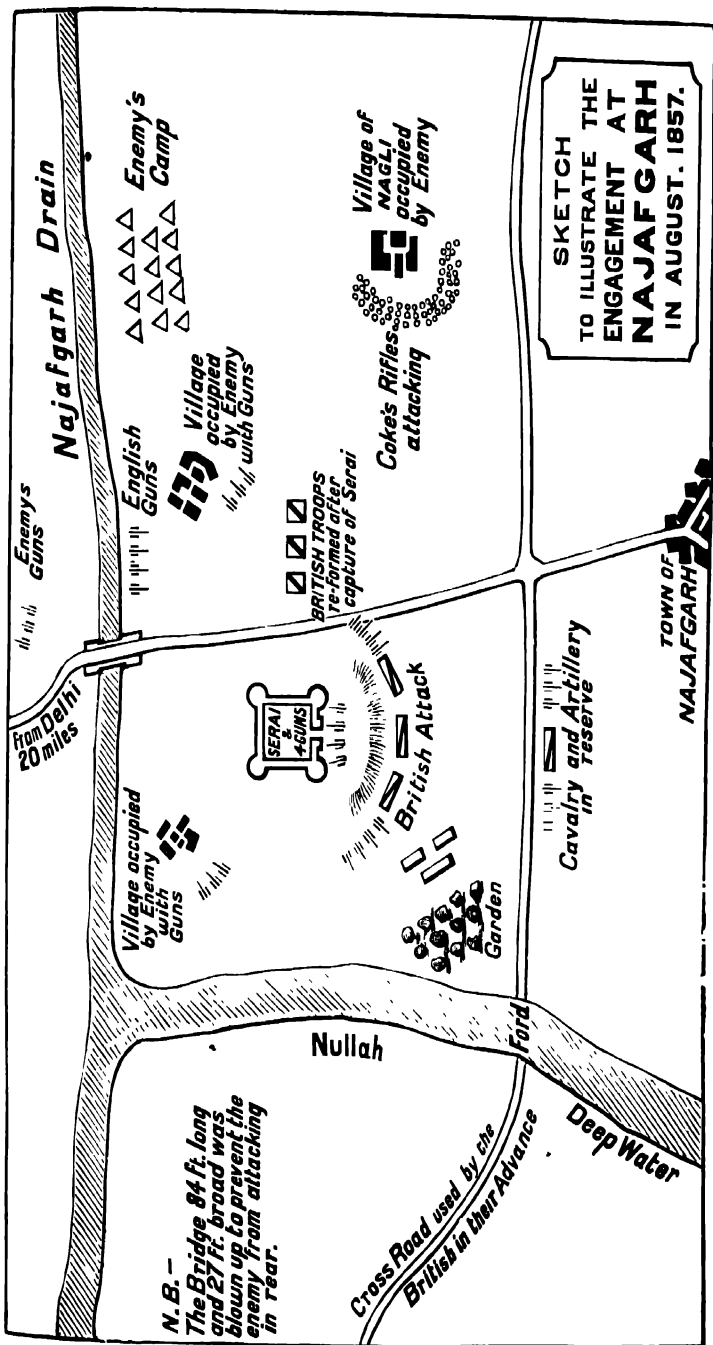 SKETCH
TO ILLUSTRATE THE
ENGAGEMENT AT
NAJAFGARH
IN AUGUST. 1857.
Najafgarh Drain
From Delhi
20 miles
Enemys
Guns
English
Guns
Enemy's
Camp
Village
occupied
by Enemy
with Guns
Village occupied
by Enemy
with
Guns
SERAI
&
4 GUNS
BRITISH TROOPS
re-formed after
capture of Serai
Village of
NAGLI
occupied
by Enemy
Coke's Rifles
attacking
British Attack
Garden
Nullah
Ford
Deep Water
Cavalry and Artillery
in reserve
TOWN OF
NAJAFGARH
Cross Road used by the
British in their Advance
N.B.—
The Bridge 84 ft. long
and 27 ft. broad was
blown up to prevent the
enemy from attacking
in rear.